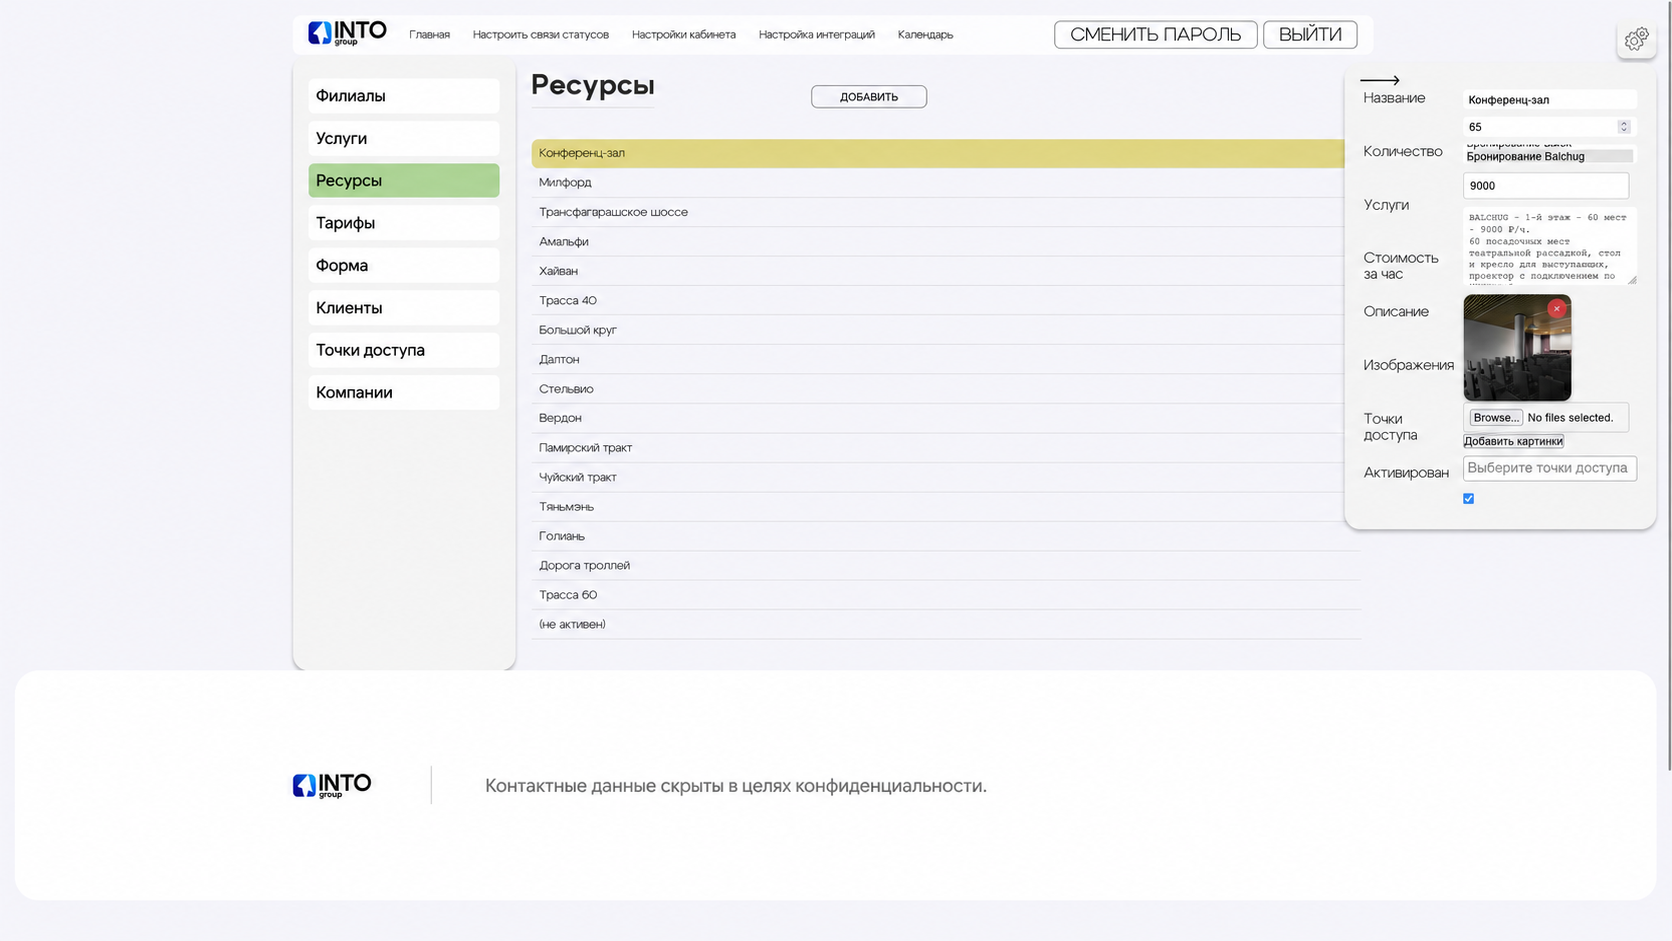 INTO
group
Главная
Настроить связи статусов
Настройки кабинета
Настройка интеграций
Календарь
СМЕНИТЬ ПАРОЛЬ
ВЫЙТИ
Филиалы
Услуги
Ресурсы
Тарифы
Форма
Клиенты
Точки доступа
Компании
Ресурсы
ДОБАВИТЬ
Конференц-зал
Милфорд
Трансфагврашское шоссе
Амальфи
Хайван
Трасса 40
Большой круг
Далтон
Стельвио
Вердон
Памирский тракт
Чуйский тракт
Тяньмэнь
Голиань
Дорога троллей
Трасса 60
(не активен)
Название
Конференц-зал
65
Количество
Бронирование Balchug
Услуги
9000
BALCHUG - 1-й этаж - 60 мест
- 9000 ₽/ч.
60 посадочных мест
театральной рассадкой, стол
и кресло для выступающих,
проектор с подключением по
Стоимость
за час
Описание
Изображения
Точки
доступа
Browse... No files selected.
Добавить картинки
Активирован
Выберите точки доступа
INTO
group
Контактные данные скрыты в целях конфиденциальности.